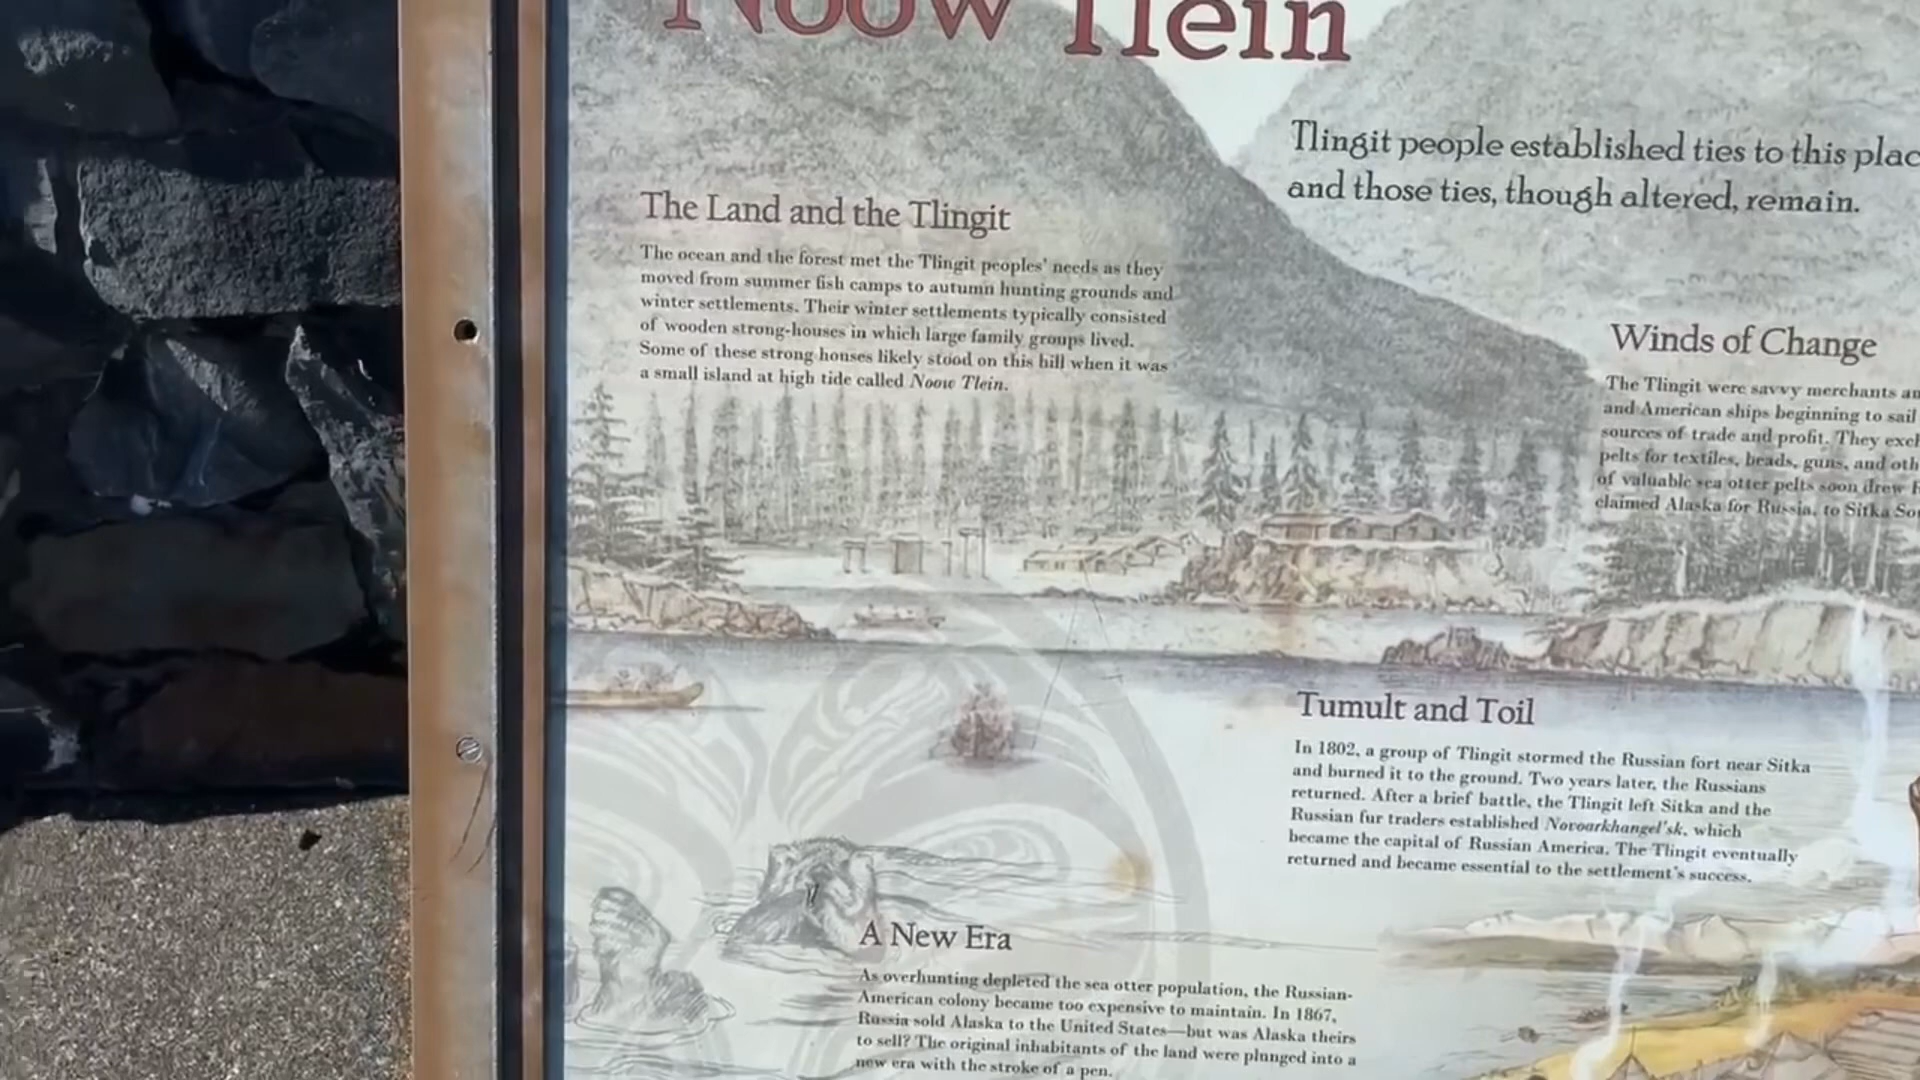 Noow Tlein
Tlingit people established ties to this plac
and those ties, though altered, remain.
The Land and the Tlingit
The ocean and the forest met the Tlingit peoples' needs as they
moved from summer fish camps to autumn hunting grounds and
winter settlements. Their winter settlements typically consisted
of wooden strong-houses in which large family groups lived.
Some of these strong houses likely stood on this hill when it was
a small island at high tide called Noow Tlein.
Winds of Change
The Tlingit were savvy merchants an
and American ships beginning to sail
sources of trade and profit. They exch
pelts for textiles, beads, guns, and oth
of valuable sea otter pelts soon drew
claimed Alaska for Russia, to Sitka So
Tumult and Toil
In 1802, a group of Tlingit stormed the Russian fort near Sitka
and burned it to the ground. Two years later, the Russians
returned. After a brief battle, the Tlingit left Sitka and the
Russian fur traders established Novoarkhangel'sk, which
became the capital of Russian America. The Tlingit eventually
returned and became essential to the settlement's success.
A New Era
As overhunting depleted the sea otter population, the Russian-
American colony became too expensive to maintain. In 1867,
Russia sold Alaska to the United States—but was Alaska theirs
to sell? The original inhabitants of the land were plunged into a
new era with the stroke of a pen.